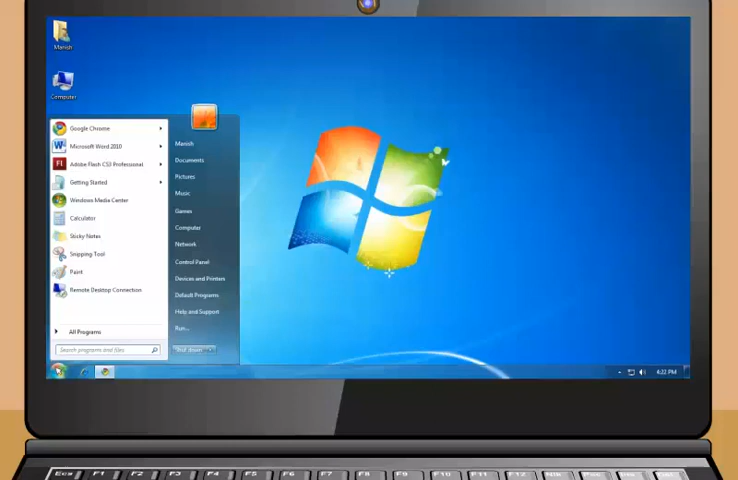 Manish
Computer
Google Chrome
Microsoft Word 2010
Adobe Flash CS3 Professional
Getting Started
Windows Media Center
Calculator
Sticky Notes
Snipping Tool
Paint
Remote Desktop Connection
All Programs
Search programs and files
Manish
Documents
Pictures
Music
Games
Computer
Network
Control Panel
Devices and Printers
Default Programs
Help and Support
Run...
Shut down
4:22 PM
Esc F1 F2 F3 F4 F5 F6 F7 F8 F9 F10 F11 F12